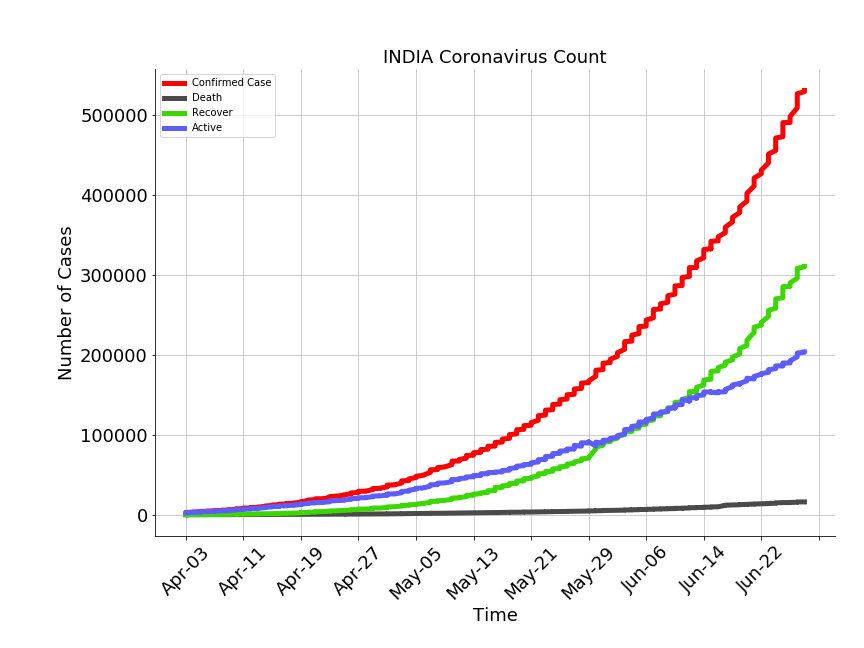 INDIA Coronavirus Count
Confirmed Case
Death
Recover
Active
500000
400000
300000
200000
100000
0
Number of Cases
Apr-03
Apr-11
Apr-19
Apr-27
May-05
May-13
May-21
May-29
Jun-06
Jun-14
Jun-22
Time